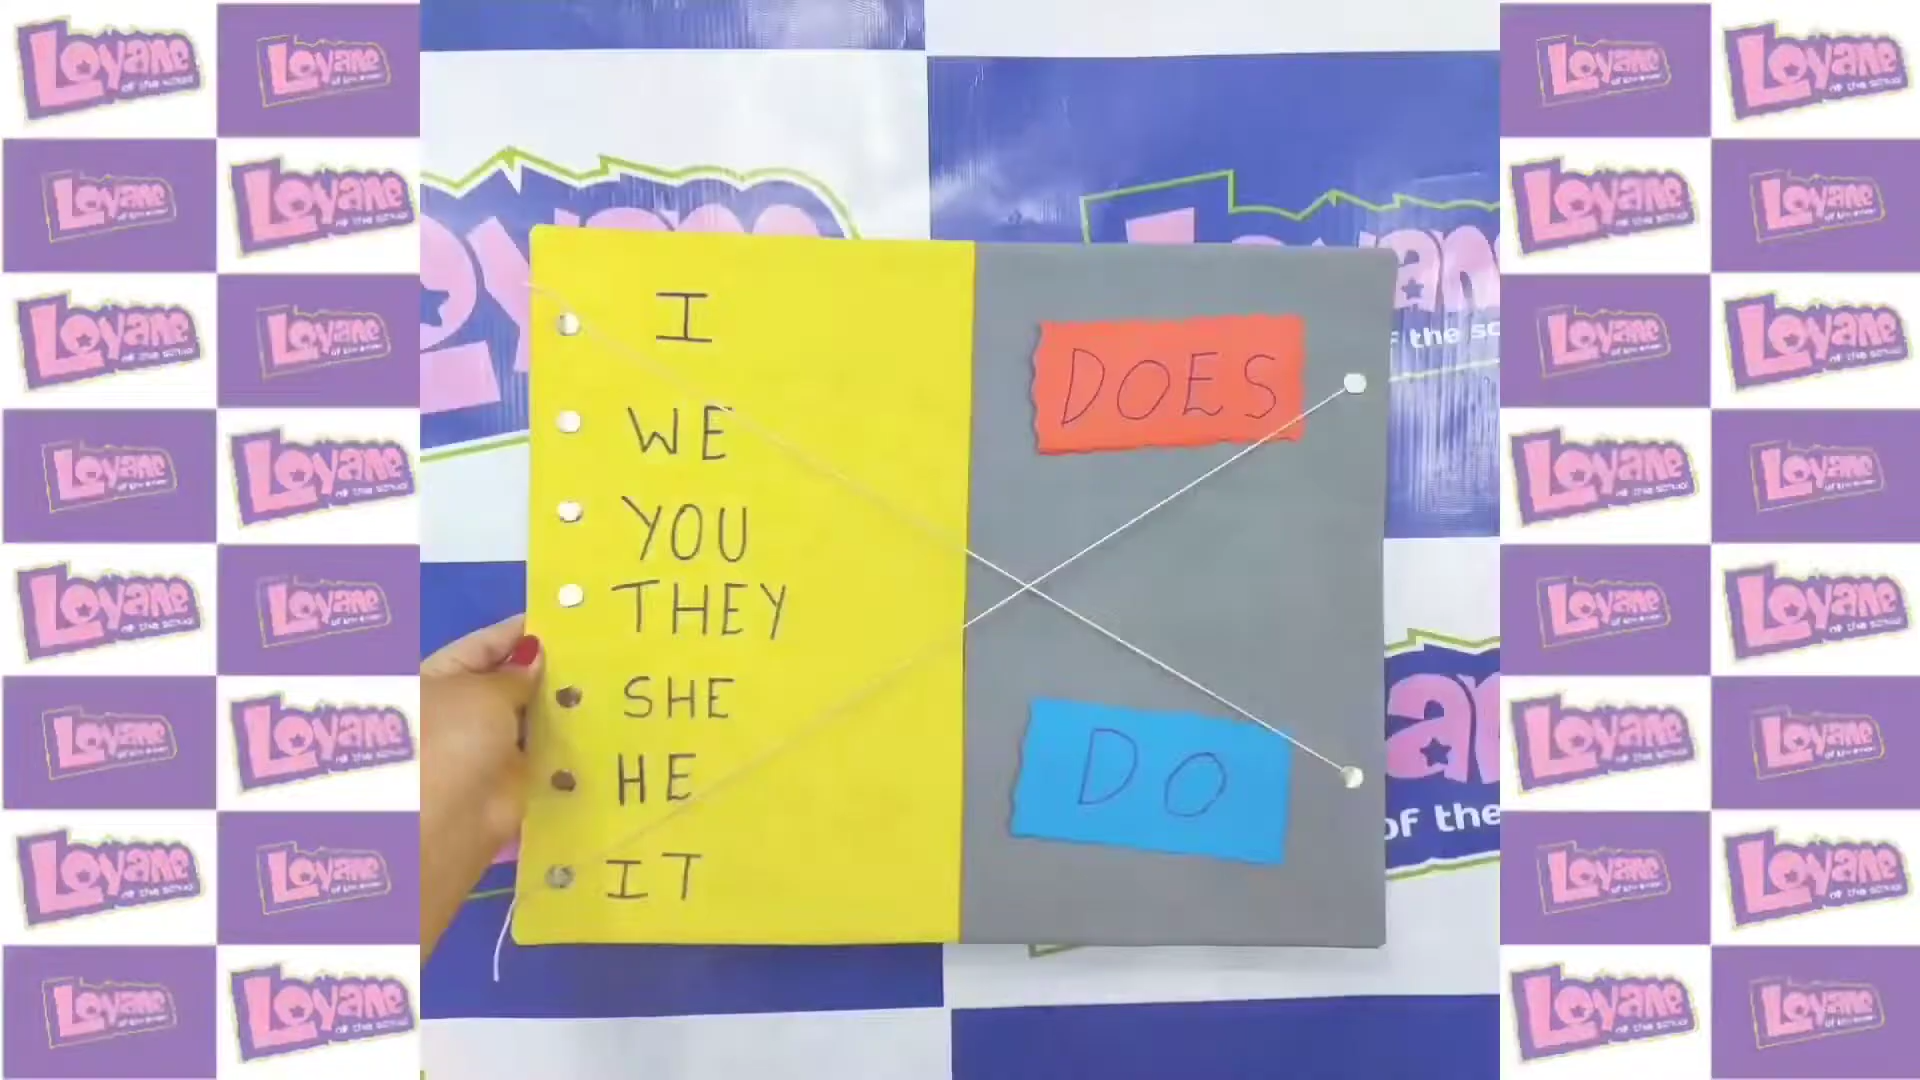 I
WE
YOU
THEY
SHE
HE
IT
DOES
DO
Loyane
of the school